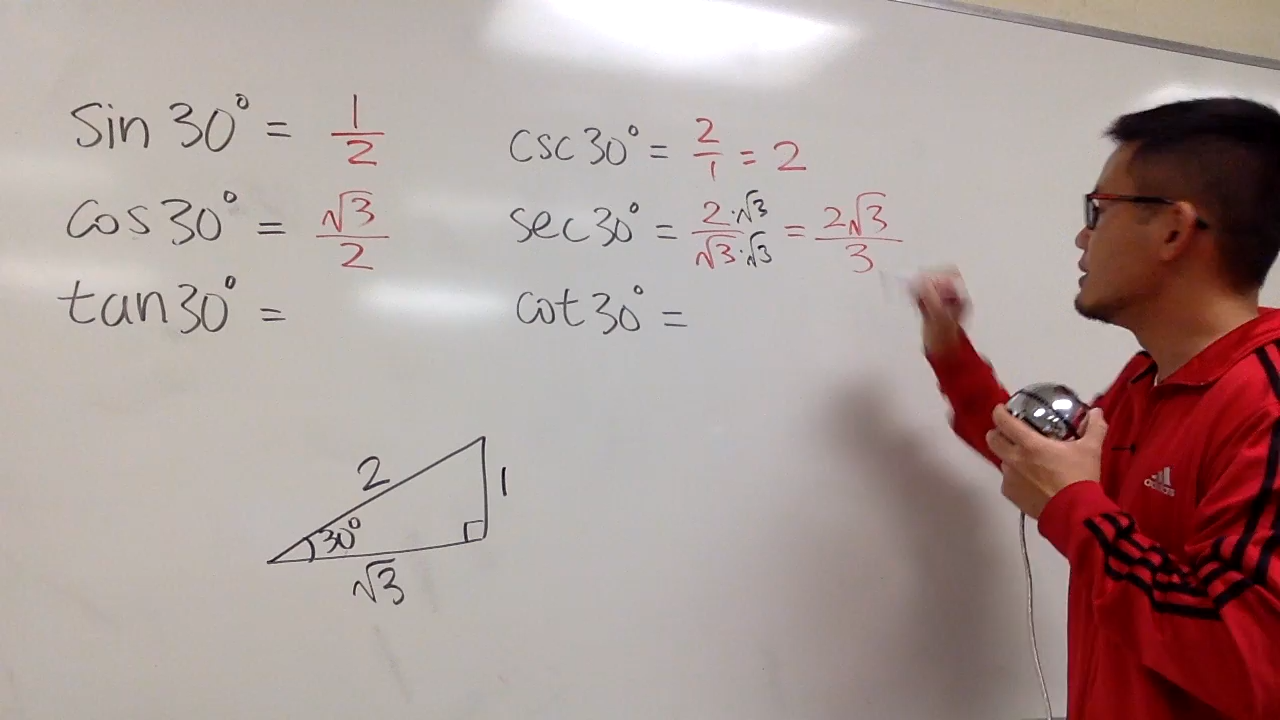 sin 30° = 1/2
csc 30° = 2/1 = 2
cos 30° = √3/2
sec 30° = 2·√3/√3·√3 = 2√3/3
tan 30° =
cot 30° =
2
1
30°
√3
adidas